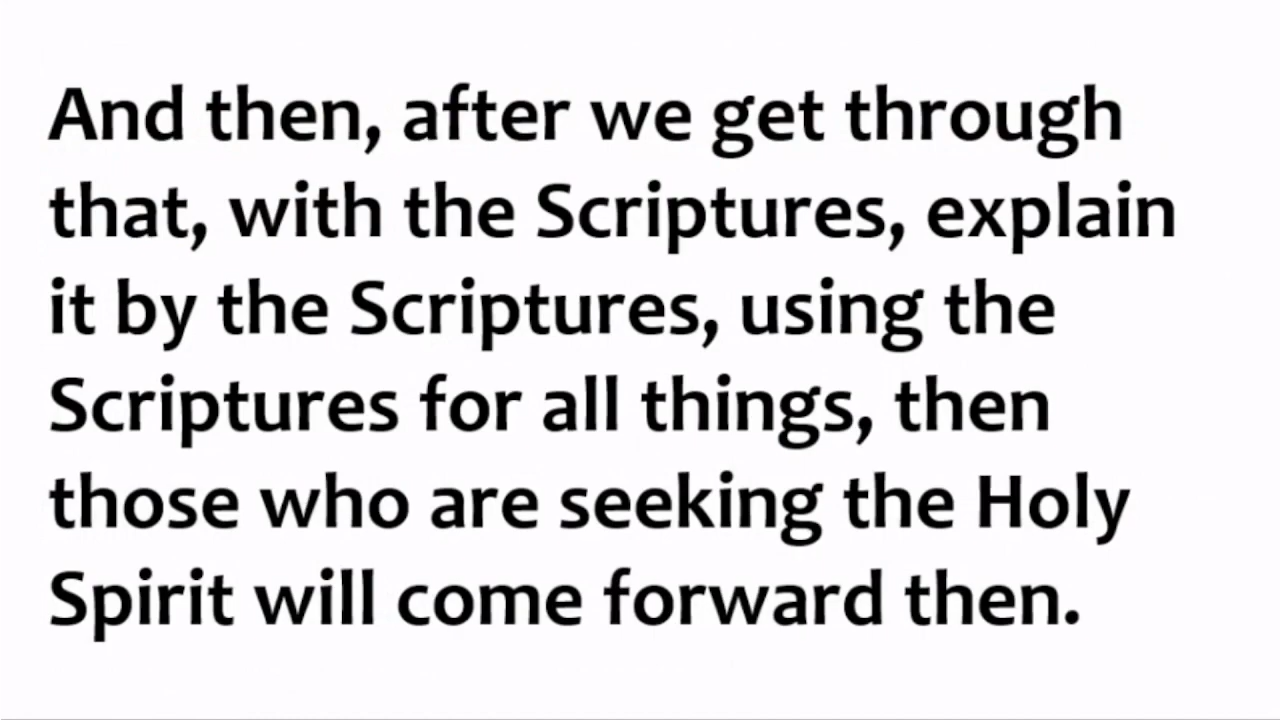 And then, after we get through
that, with the Scriptures, explain
it by the Scriptures, using the
Scriptures for all things, then
those who are seeking the Holy
Spirit will come forward then.